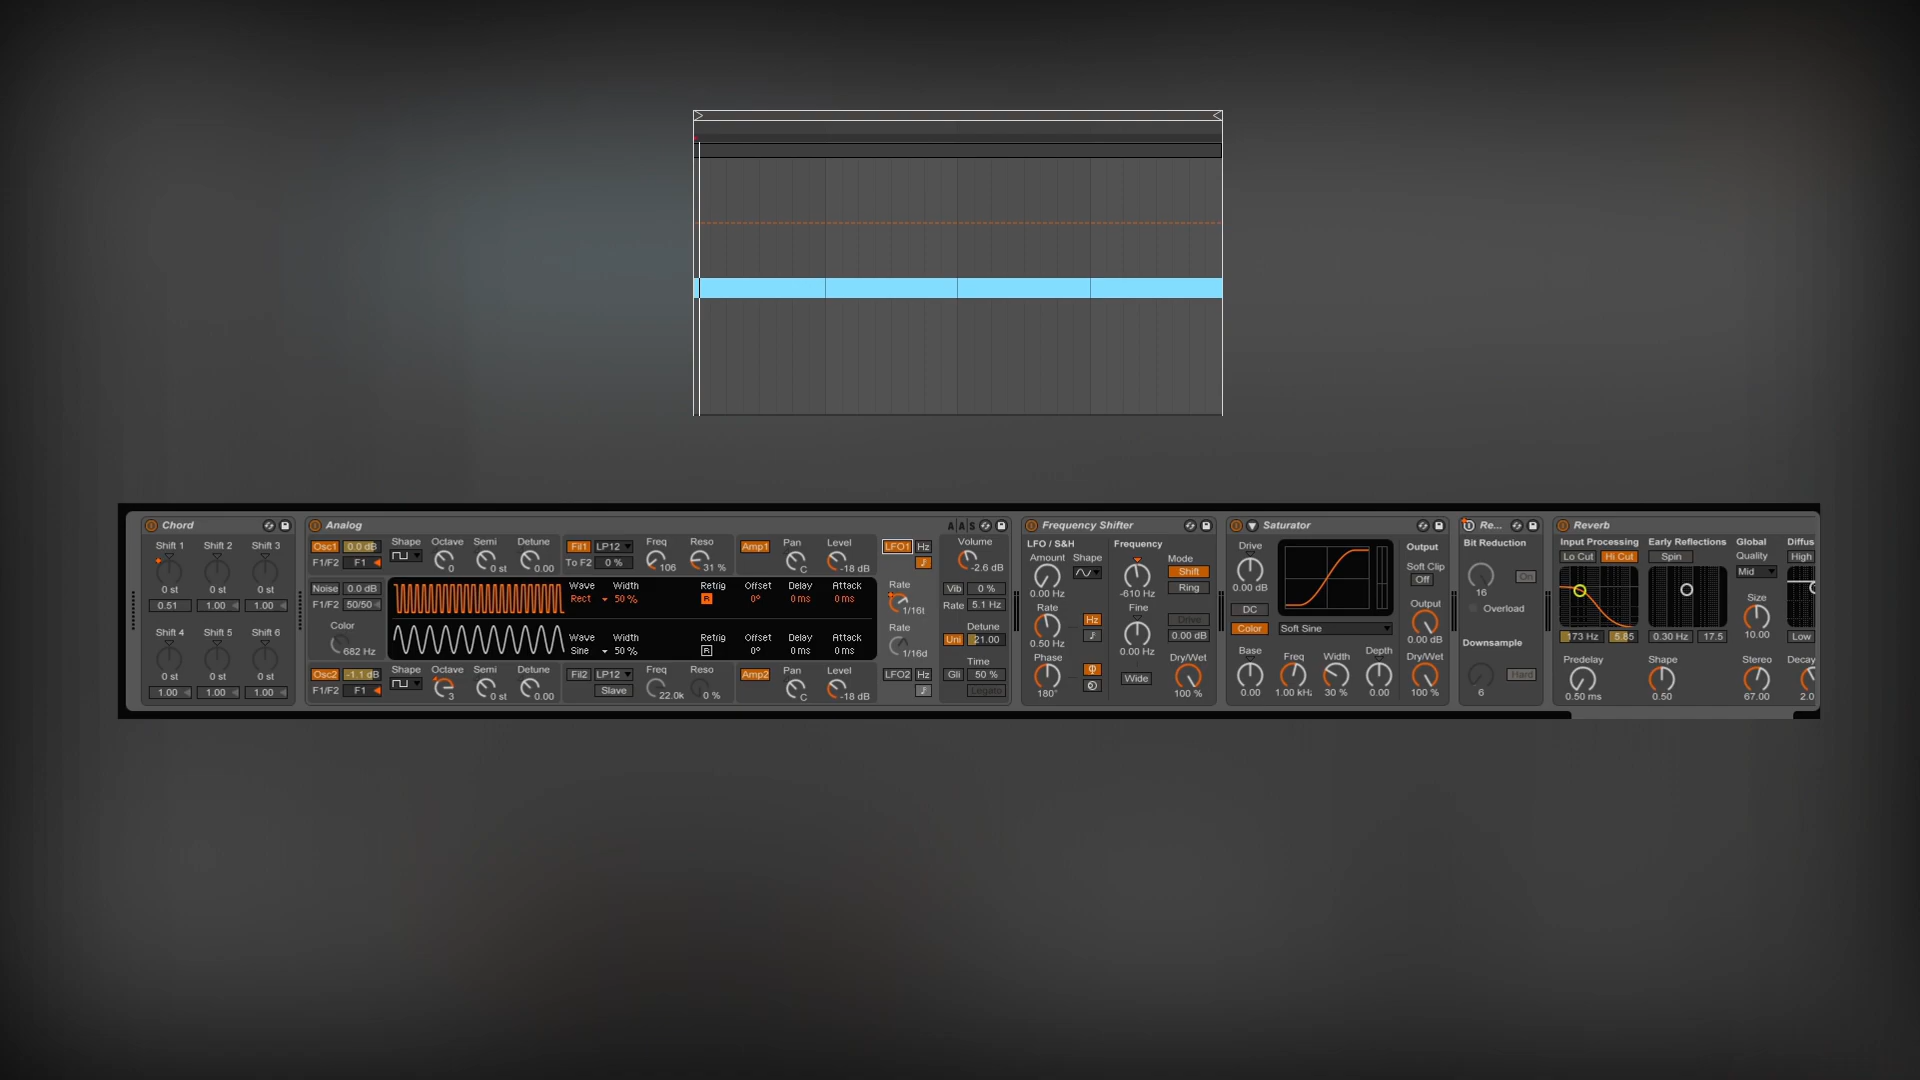 Chord
Shift 1 Shift 2 Shift 3
0 st 0 st 0 st
0.51 1.00 1.00
Shift 4 Shift 5 Shift 6
0 st 0 st 0 st
1.00 1.00 1.00
Analog
A|A|S
Osc1 0.0 dB Shape Octave Semi Detune
F1/F2 F1 0 0 st 0.00
Fil1 LP12 Freq Reso
To F2 0 % 106 31 %
Amp1 Pan Level
C -18 dB
LFO1 Hz
Volume
-2.6 dB
Noise 0.0 dB
F1/F2 50/50
Color
682 Hz
Wave Width Retrig Offset Delay Attack
Rect 50 % R 0° 0 ms 0 ms
Wave Width Retrig Offset Delay Attack
Sine 50 % R 0° 0 ms 0 ms
Rate
1/16t
Rate
1/16d
Vib 0 %
Rate 5.1 Hz
Detune
Uni 21.00
Time
Gli 50 %
Legato
Osc2 -1.1 dB Shape Octave Semi Detune
F1/F2 F1 3 0 st 0.00
Fil2 LP12 Freq Reso
Slave 22.0k 0 %
Amp2 Pan Level
C -18 dB
LFO2 Hz
Frequency Shifter
LFO / S&H
Amount Shape
0.00 Hz
Rate
Hz
0.50 Hz
Phase
180°
Frequency
-610 Hz
Fine
0.00 Hz
Wide
Mode
Shift
Ring
Drive
0.00 dB
Dry/Wet
100 %
Saturator
Drive
0.00 dB
DC
Color Soft Sine
Base Freq Width Depth
0.00 1.00 kHz 30 % 0.00
Output
Soft Clip
Off
Output
0.00 dB
Dry/Wet
100 %
Re...
Bit Reduction
16 On
Overload
Downsample
6 Hard
Reverb
Input Processing Early Reflections Global Diffus
Lo Cut Hi Cut Spin Quality High
Mid
Size
10.00
173 Hz 5.85 0.30 Hz 17.5 Low
Predelay Shape Stereo Decay
0.50 ms 0.50 67.00 2.0